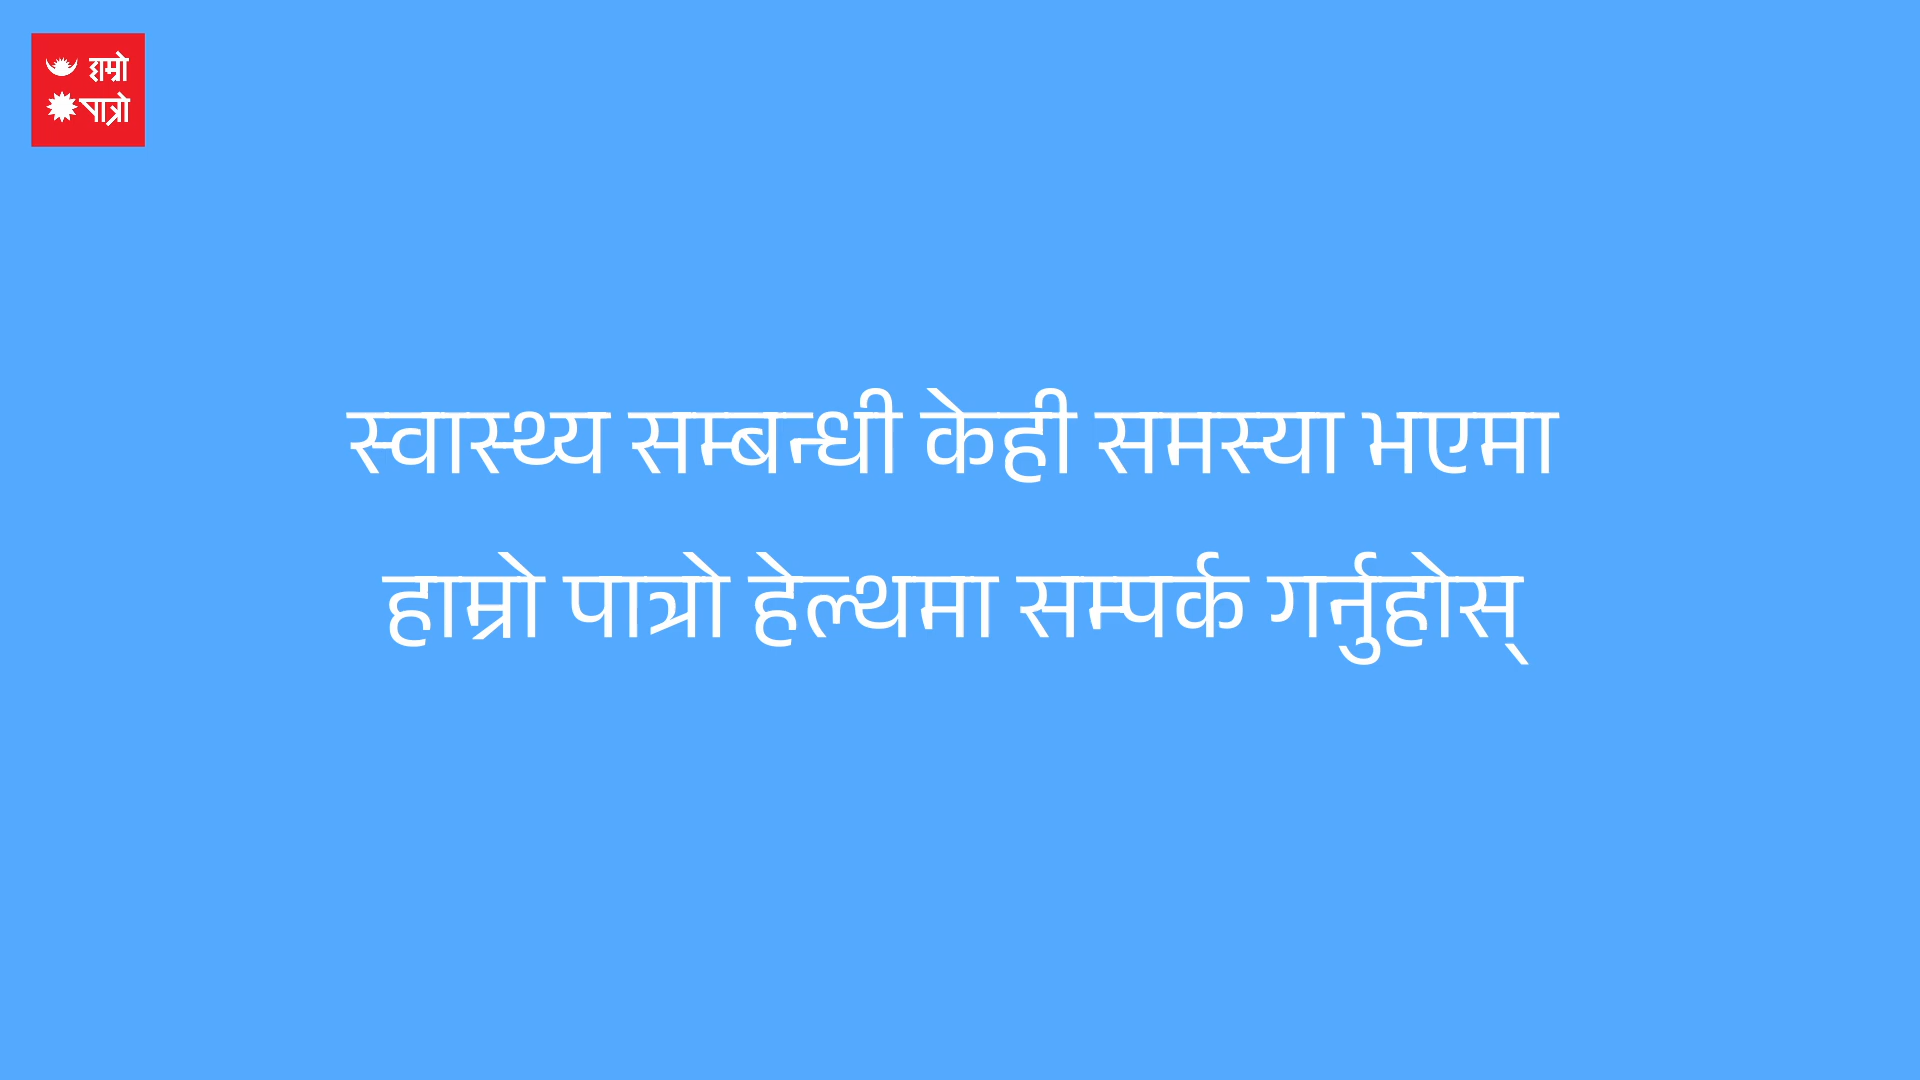 हाम्रो
पात्रो
स्वास्थ्य सम्बन्धी केही समस्या भएमा
हाम्रो पात्रो हेल्थमा सम्पर्क गर्नुहोस्